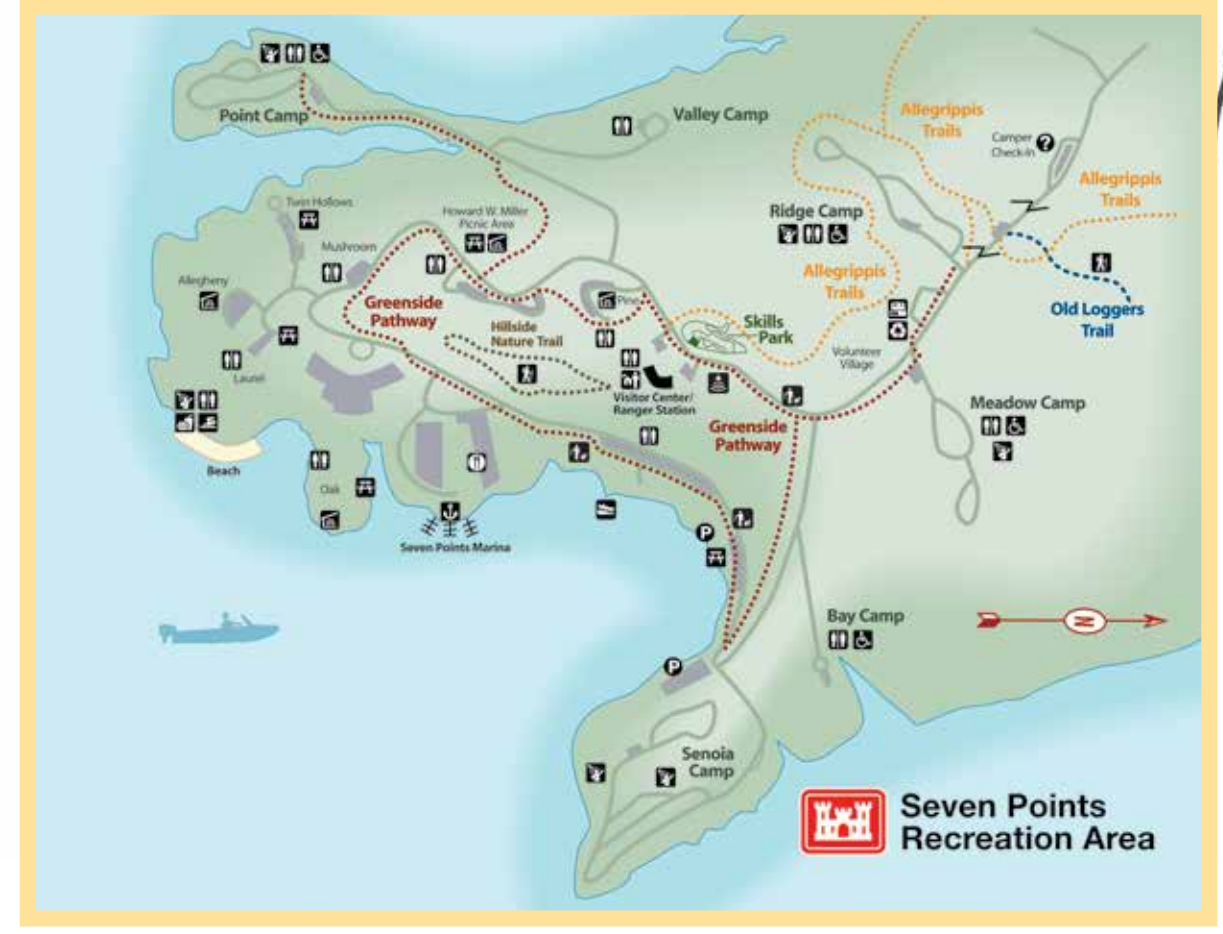 Point Camp
Valley Camp
Allegrippis
Trails
Camper
Check-In
?
Allegrippis
Trails
Twin Hollows
Howard W. Miller
Picnic Area
Ridge Camp
Mushroom
Allegheny
Greenside
Pathway
Pine
Allegrippis
Trails
Old Loggers
Trail
Hillside
Nature Trail
Skills
Park
Laurel
Volunteer
Village
Visitor Center/
Ranger Station
Meadow Camp
Greenside
Pathway
Beach
Oak
P
Seven Points Marina
Bay Camp
N
P
Senoia
Camp
Seven Points
Recreation Area